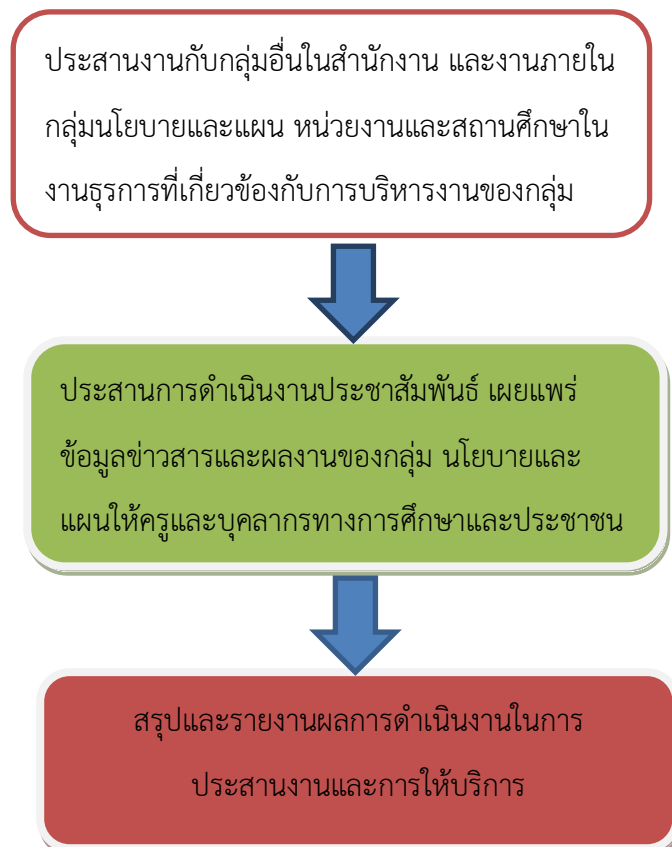 ประสานงานกับกลุ่มอื่นในสำนักงาน และงานภายใน
กลุ่มนโยบายและแผน หน่วยงานและสถานศึกษาใน
งานธุรการที่เกี่ยวข้องกับการบริหารงานของกลุ่ม
ประสานการดำเนินงานประชาสัมพันธ์ เผยแพร่
ข้อมูลข่าวสารและผลงานของกลุ่ม นโยบายและ
แผนให้ครูและบุคลากรทางการศึกษาและประชาชน
สรุปและรายงานผลการดำเนินงานในการ
ประสานงานและการให้บริการ